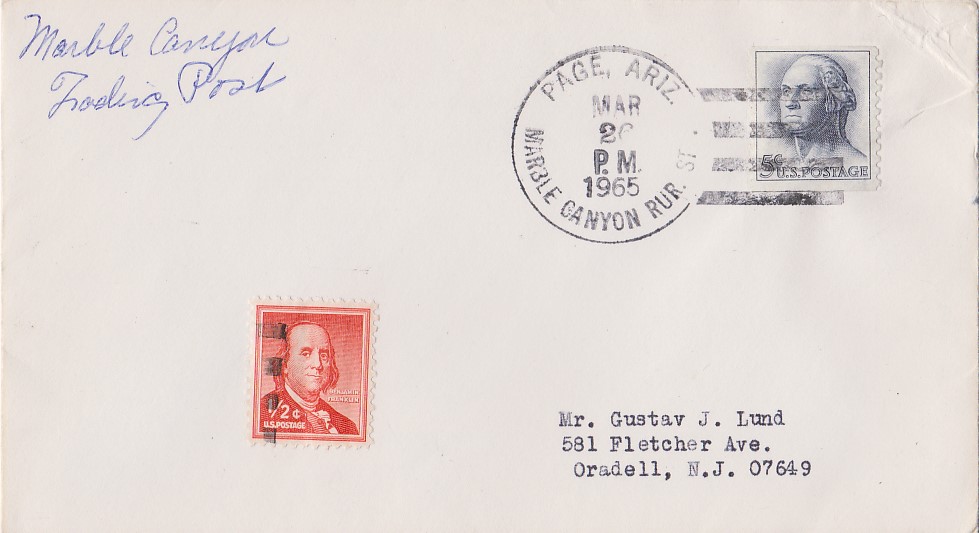 Marble Canyon
Trading Post
PAGE, ARIZ.
MAR
P.M.
1965
MARBLE CANYON RUR. ST.
5¢
U.S. POSTAGE
BENJAMIN
FRANKLIN
1/2¢
U.S. POSTAGE
Mr. Gustav J. Lund
581 Fletcher Ave.
Oradell, N.J. 07649